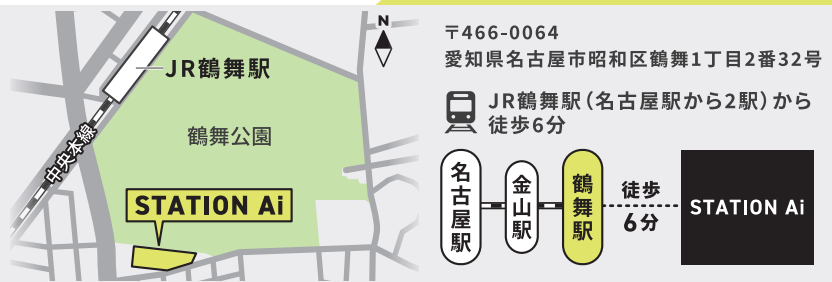 N
JR鶴舞駅
鶴舞公園
中央本線
STATION Ai
〒466-0064
愛知県名古屋市昭和区鶴舞1丁目2番32号
JR鶴舞駅(名古屋駅から2駅)から
徒歩6分
名古屋駅
金山駅
鶴舞駅
徒歩
6分
STATION Ai